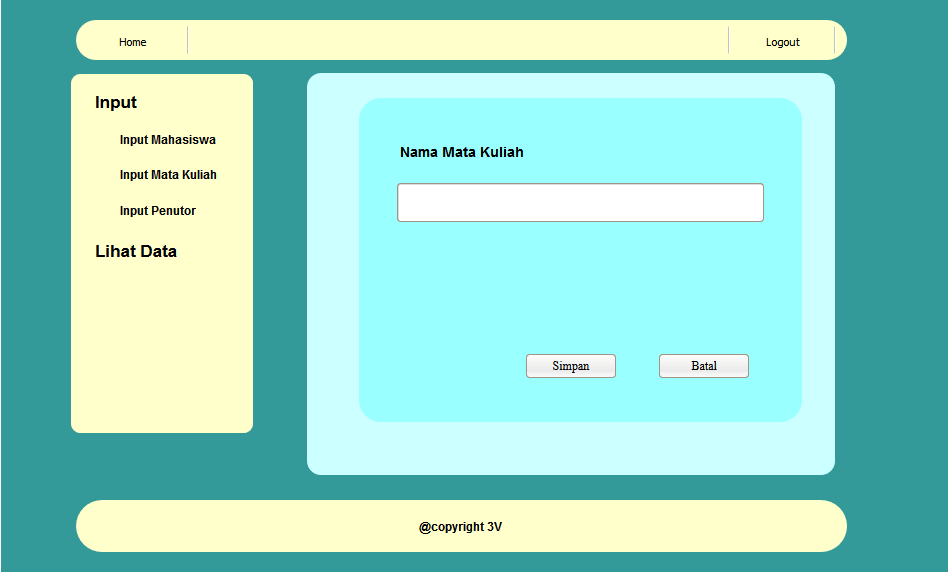 Home
Logout
Input
Input Mahasiswa
Input Mata Kuliah
Input Penutor
Lihat Data
Nama Mata Kuliah
Simpan
Batal
@copyright 3V